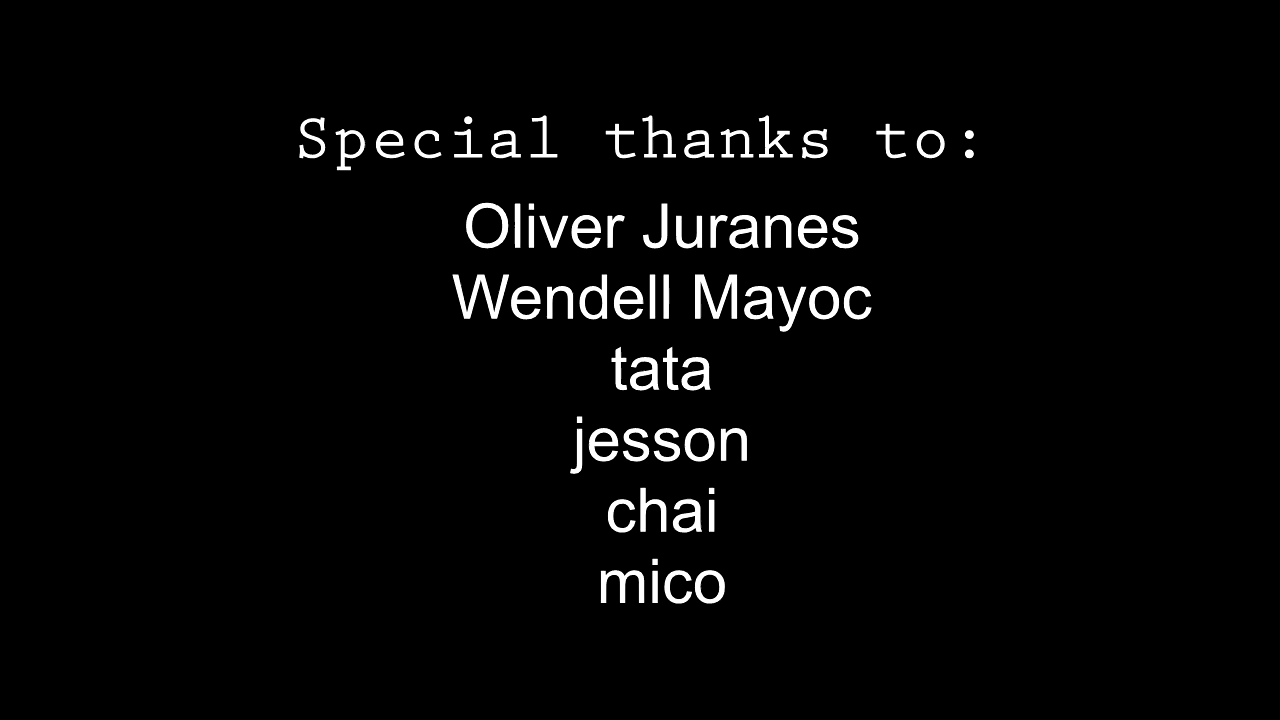 Special thanks to:
Oliver Juranes
Wendell Mayoc
tata
jesson
chai
mico